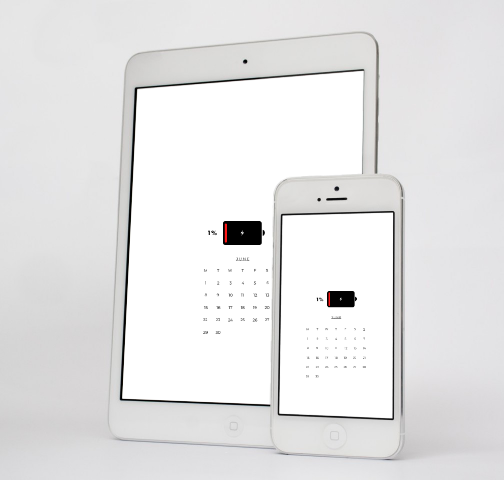 1%
JUNE
M T W T F S
1 2 3 4 5 6
8 9 10 11 12 13
15 16 17 18 19 20
22 23 24 25 26 27
29 30
1%
JUNE
M T W T F S S
1 2 3 4 5 6 7
8 9 10 11 12 13 14
15 16 17 18 19 20 21
22 23 24 25 26 27 28
29 30